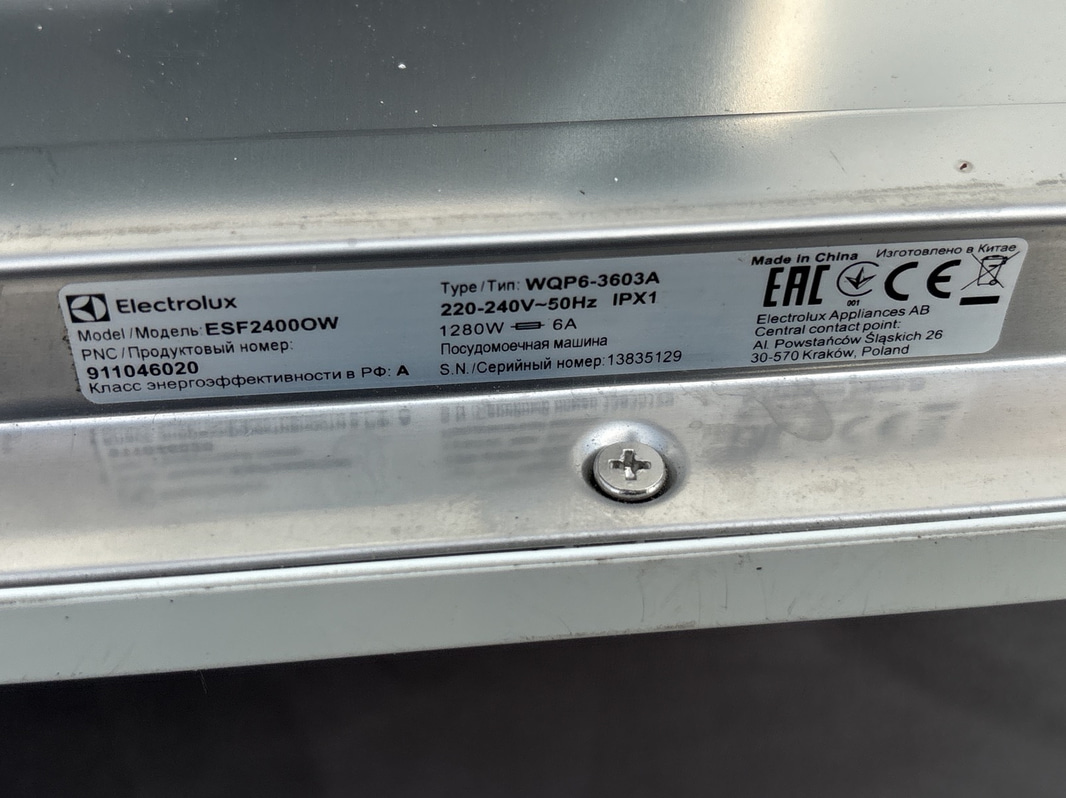 Electrolux
Model/Модель: ESF2400OW
PNC/Продуктовый номер:
911046020
Класс энергоэффективности в РФ: A
Type/Тип: WQP6-3603A
220-240V~50Hz IPX1
1280W 6A
Посудомоечная машина
S.N./Серийный номер: 13835129
Made in China Изготовлено в Китае
EAC CE
001
Electrolux Appliances AB
Central contact point:
Al. Powstańców Śląskich 26
30-570 Kraków, Poland